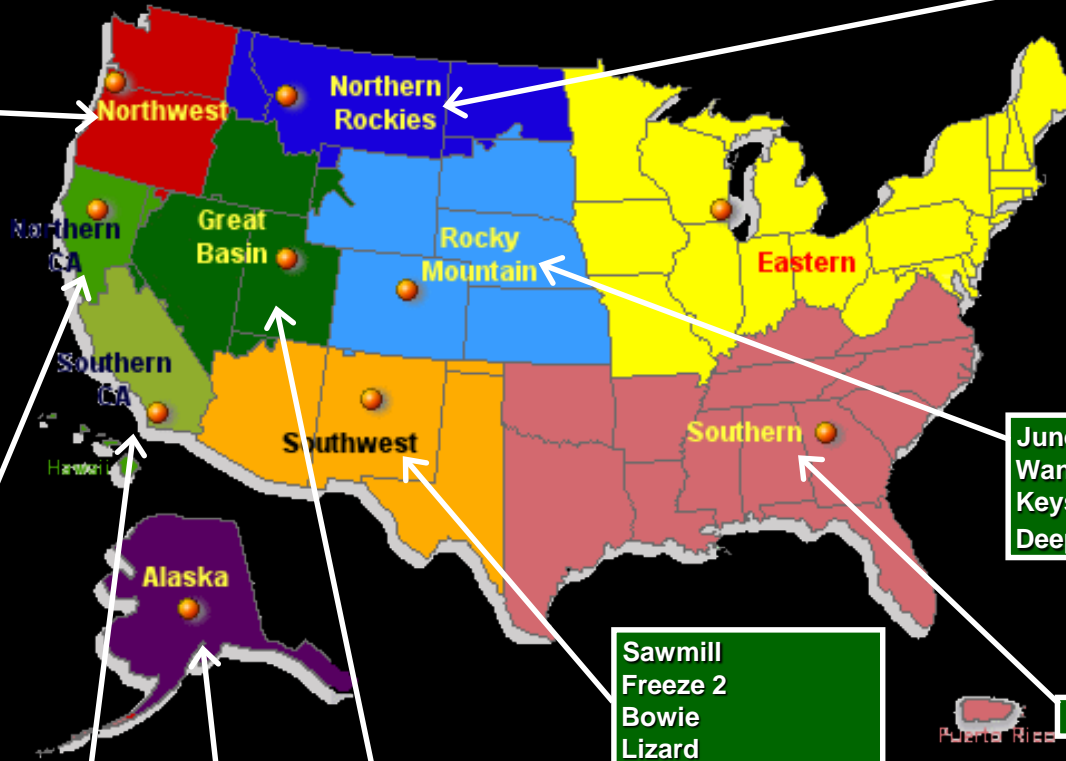 Northern
Rockies
Northwest
Northern
CA
Great
Basin
Rocky
Mountain
Eastern
Southern
CA
Southwest
Southern
Hawaii
Alaska
Sawmill
Freeze 2
Bowie
Lizard
Puerto Rico